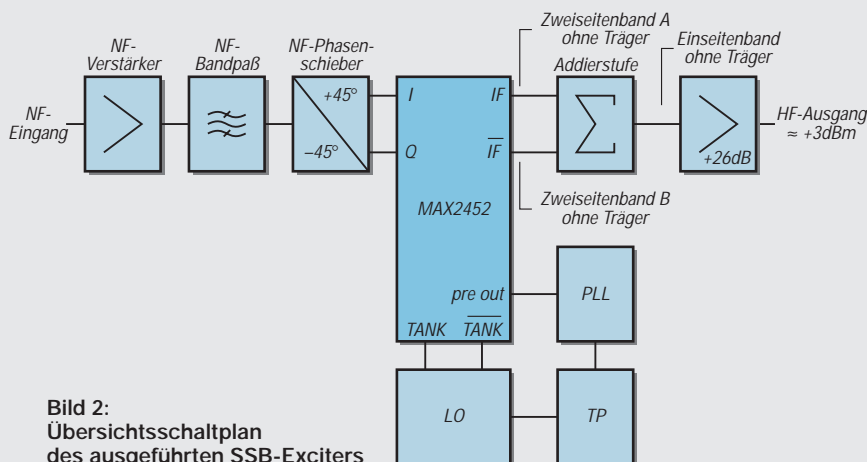 Zweiseitenband A
ohne Träger
Einseitenband
ohne Träger
NF-
Verstärker
NF-
Bandpaß
NF-Phasen-
schieber
Addierstufe
NF-
Eingang
+45°
−45°
I
Q
IF
IF
MAX2452
+26dB
HF-Ausgang
≈ +3dBm
Zweiseitenband B
ohne Träger
pre out
PLL
TANK
TANK
LO
TP
Bild 2:
Übersichtsschaltplan
des ausgeführten SSB-Exciters